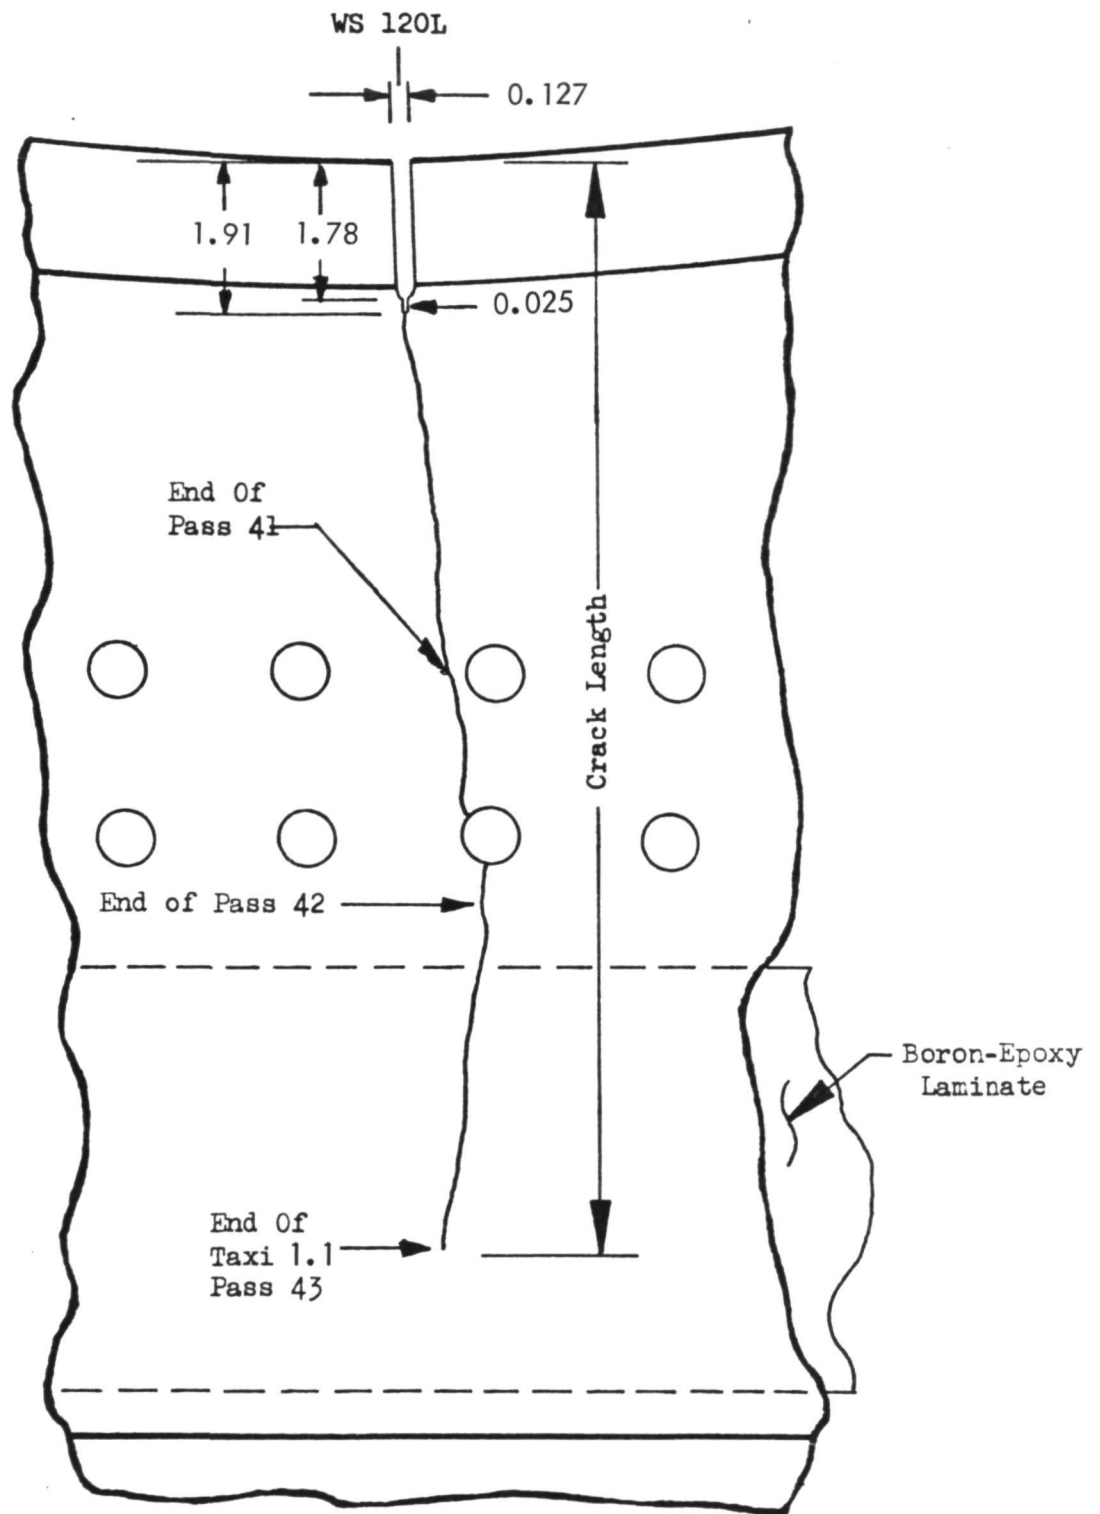 WS 120L
0.127
1.91
1.78
0.025
End Of
Pass 41
Crack Length
End of Pass 42
Boron-Epoxy
Laminate
End Of
Taxi 1.1
Pass 43